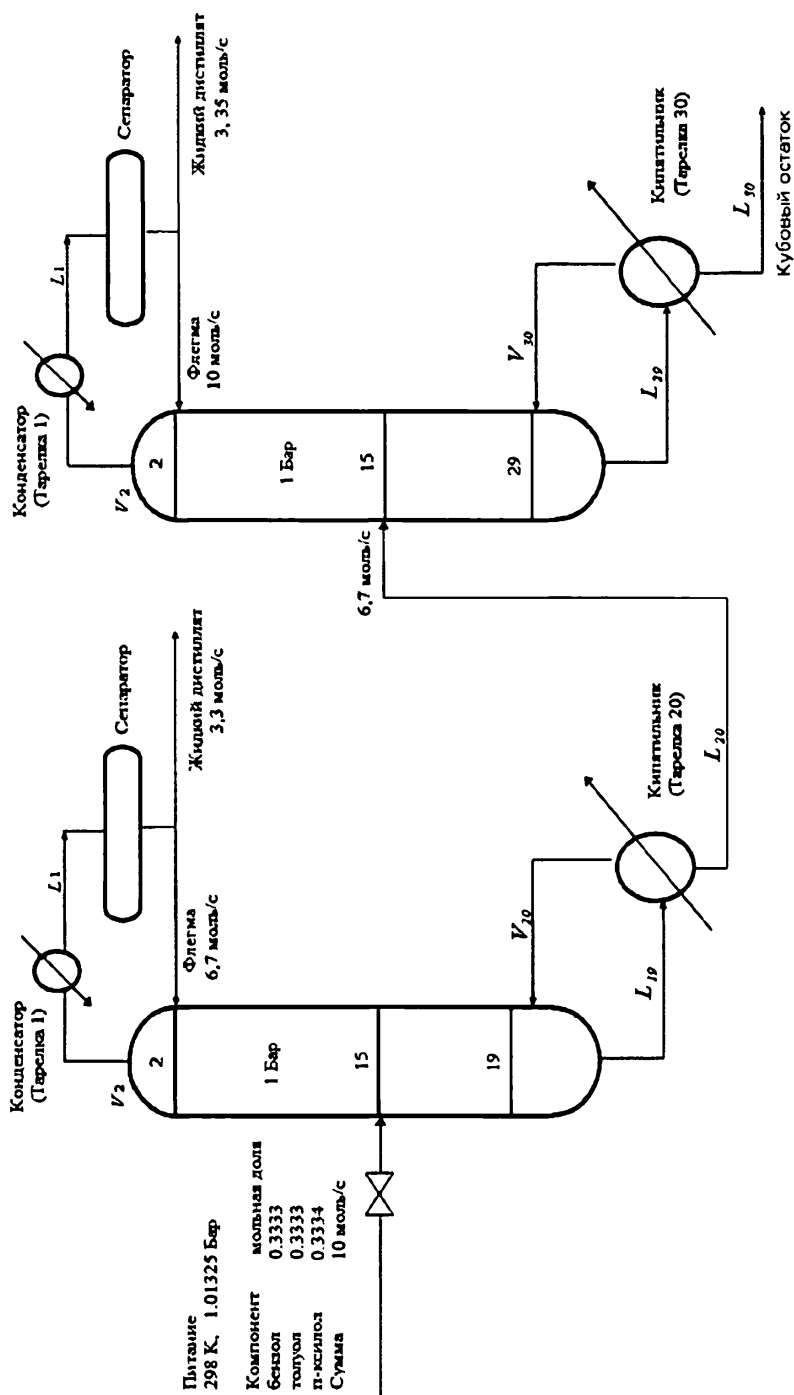 Питание
298 К, 1.01325 Бар
Компонент мольная доля
бензол 0.3333
толуол 0.3333
п-ксилол 0.3334
Сумма 10 моль/с
Конденсатор
(Тарелка 1)
V2
L1
Сепаратор
Флегма
6,7 моль/с
Жидкий дистиллят
3,3 моль/с
2
1 Бар
15
19
V20
L19
Кипятильник
(Тарелка 20)
L20
6,7 моль/с
Конденсатор
(Тарелка 1)
V2
L1
Сепаратор
Флегма
10 моль/с
Жидкий дистиллят
3, 35 моль/с
2
1 Бар
15
29
V30
L29
Кипятильник
(Тарелка 30)
L30
Кубовый остаток